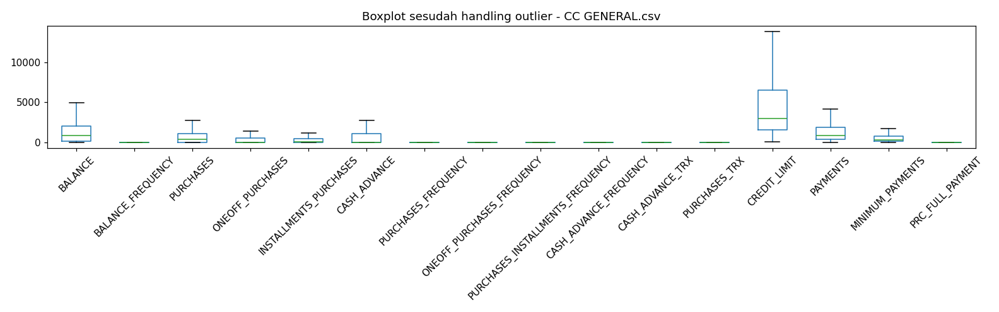 Boxplot sesudah handling outlier - CC GENERAL.csv
10000
5000
0
BALANCE
BALANCE_FREQUENCY
PURCHASES
ONEOFF_PURCHASES
INSTALLMENTS_PURCHASES
CASH_ADVANCE
PURCHASES_FREQUENCY
ONEOFF_PURCHASES_FREQUENCY
PURCHASES_INSTALLMENTS_FREQUENCY
CASH_ADVANCE_FREQUENCY
CASH_ADVANCE_TRX
PURCHASES_TRX
CREDIT_LIMIT
PAYMENTS
MINIMUM_PAYMENTS
PRC_FULL_PAYMENT